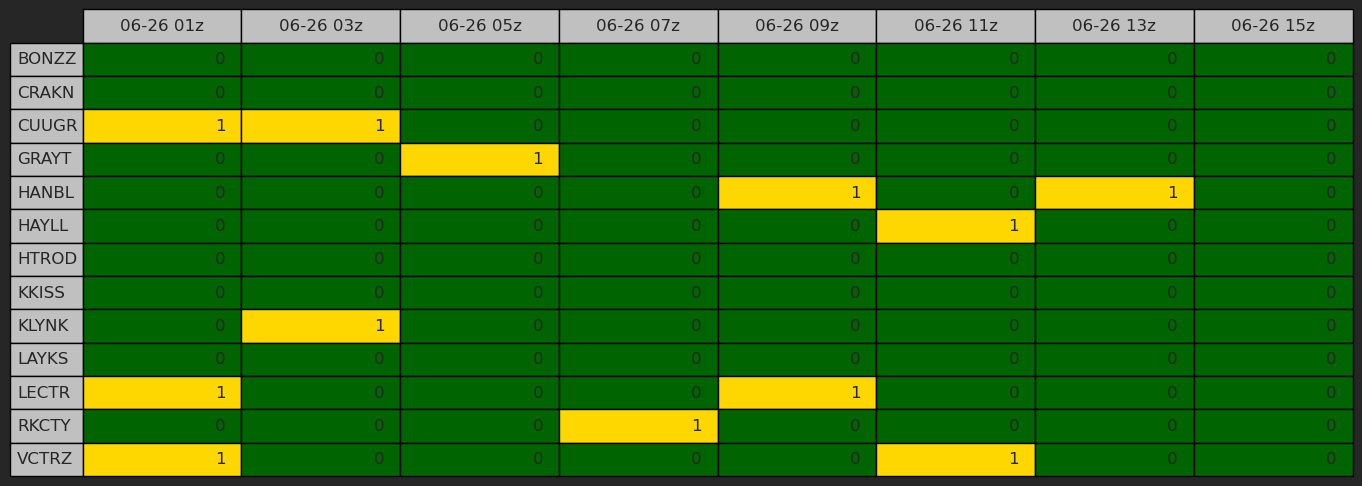 06-26 01z 06-26 03z 06-26 05z 06-26 07z 06-26 09z 06-26 11z 06-26 13z 06-26 15z
BONZZ 0 0 0 0 0 0 0 0
CRAKN 0 0 0 0 0 0 0 0
CUUGR 1 1 0 0 0 0 0 0
GRAYT 0 0 1 0 0 0 0 0
HANBL 0 0 0 0 1 0 1 0
HAYLL 0 0 0 0 0 1 0 0
HTROD 0 0 0 0 0 0 0 0
KKISS 0 0 0 0 0 0 0 0
KLYNK 0 1 0 0 0 0 0 0
LAYKS 0 0 0 0 0 0 0 0
LECTR 1 0 0 0 1 0 0 0
RKCTY 0 0 0 1 0 0 0 0
VCTRZ 1 0 0 0 0 1 0 0